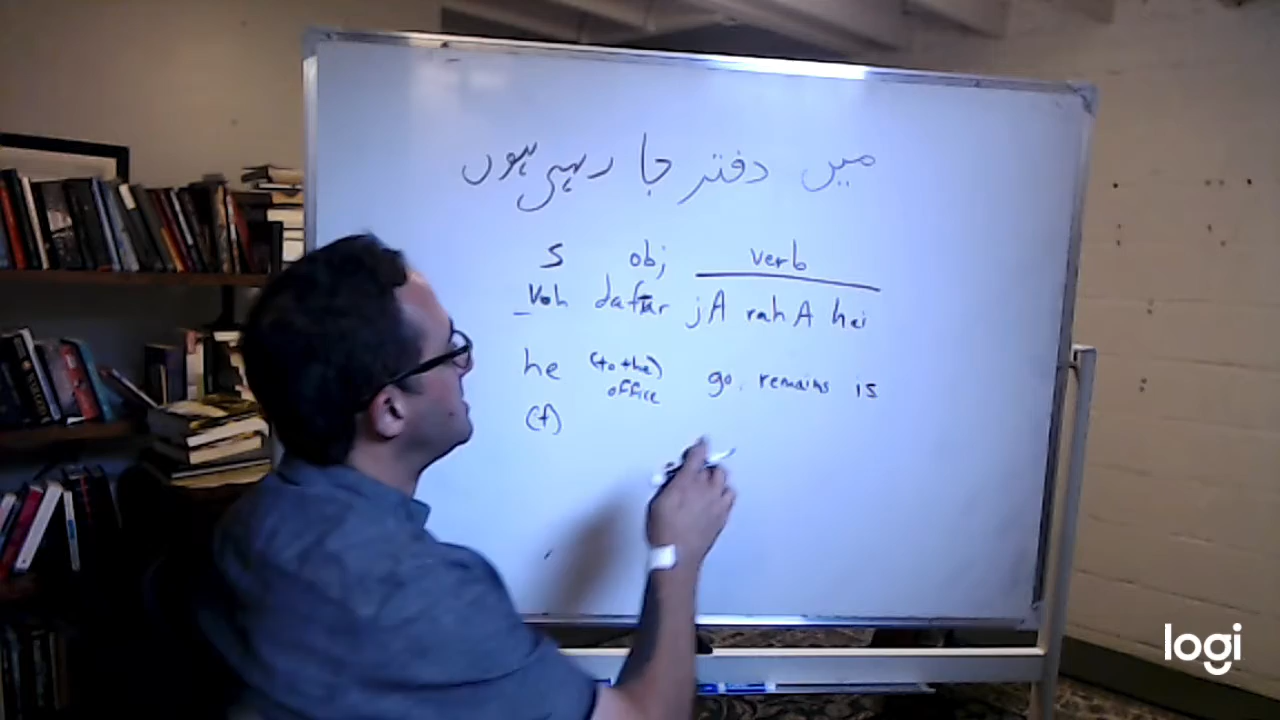 میں دفتر جا رہی ہوں
S obj verb
voh daftar jA rahA hei
he (to the) office go remains is
(f)
logi